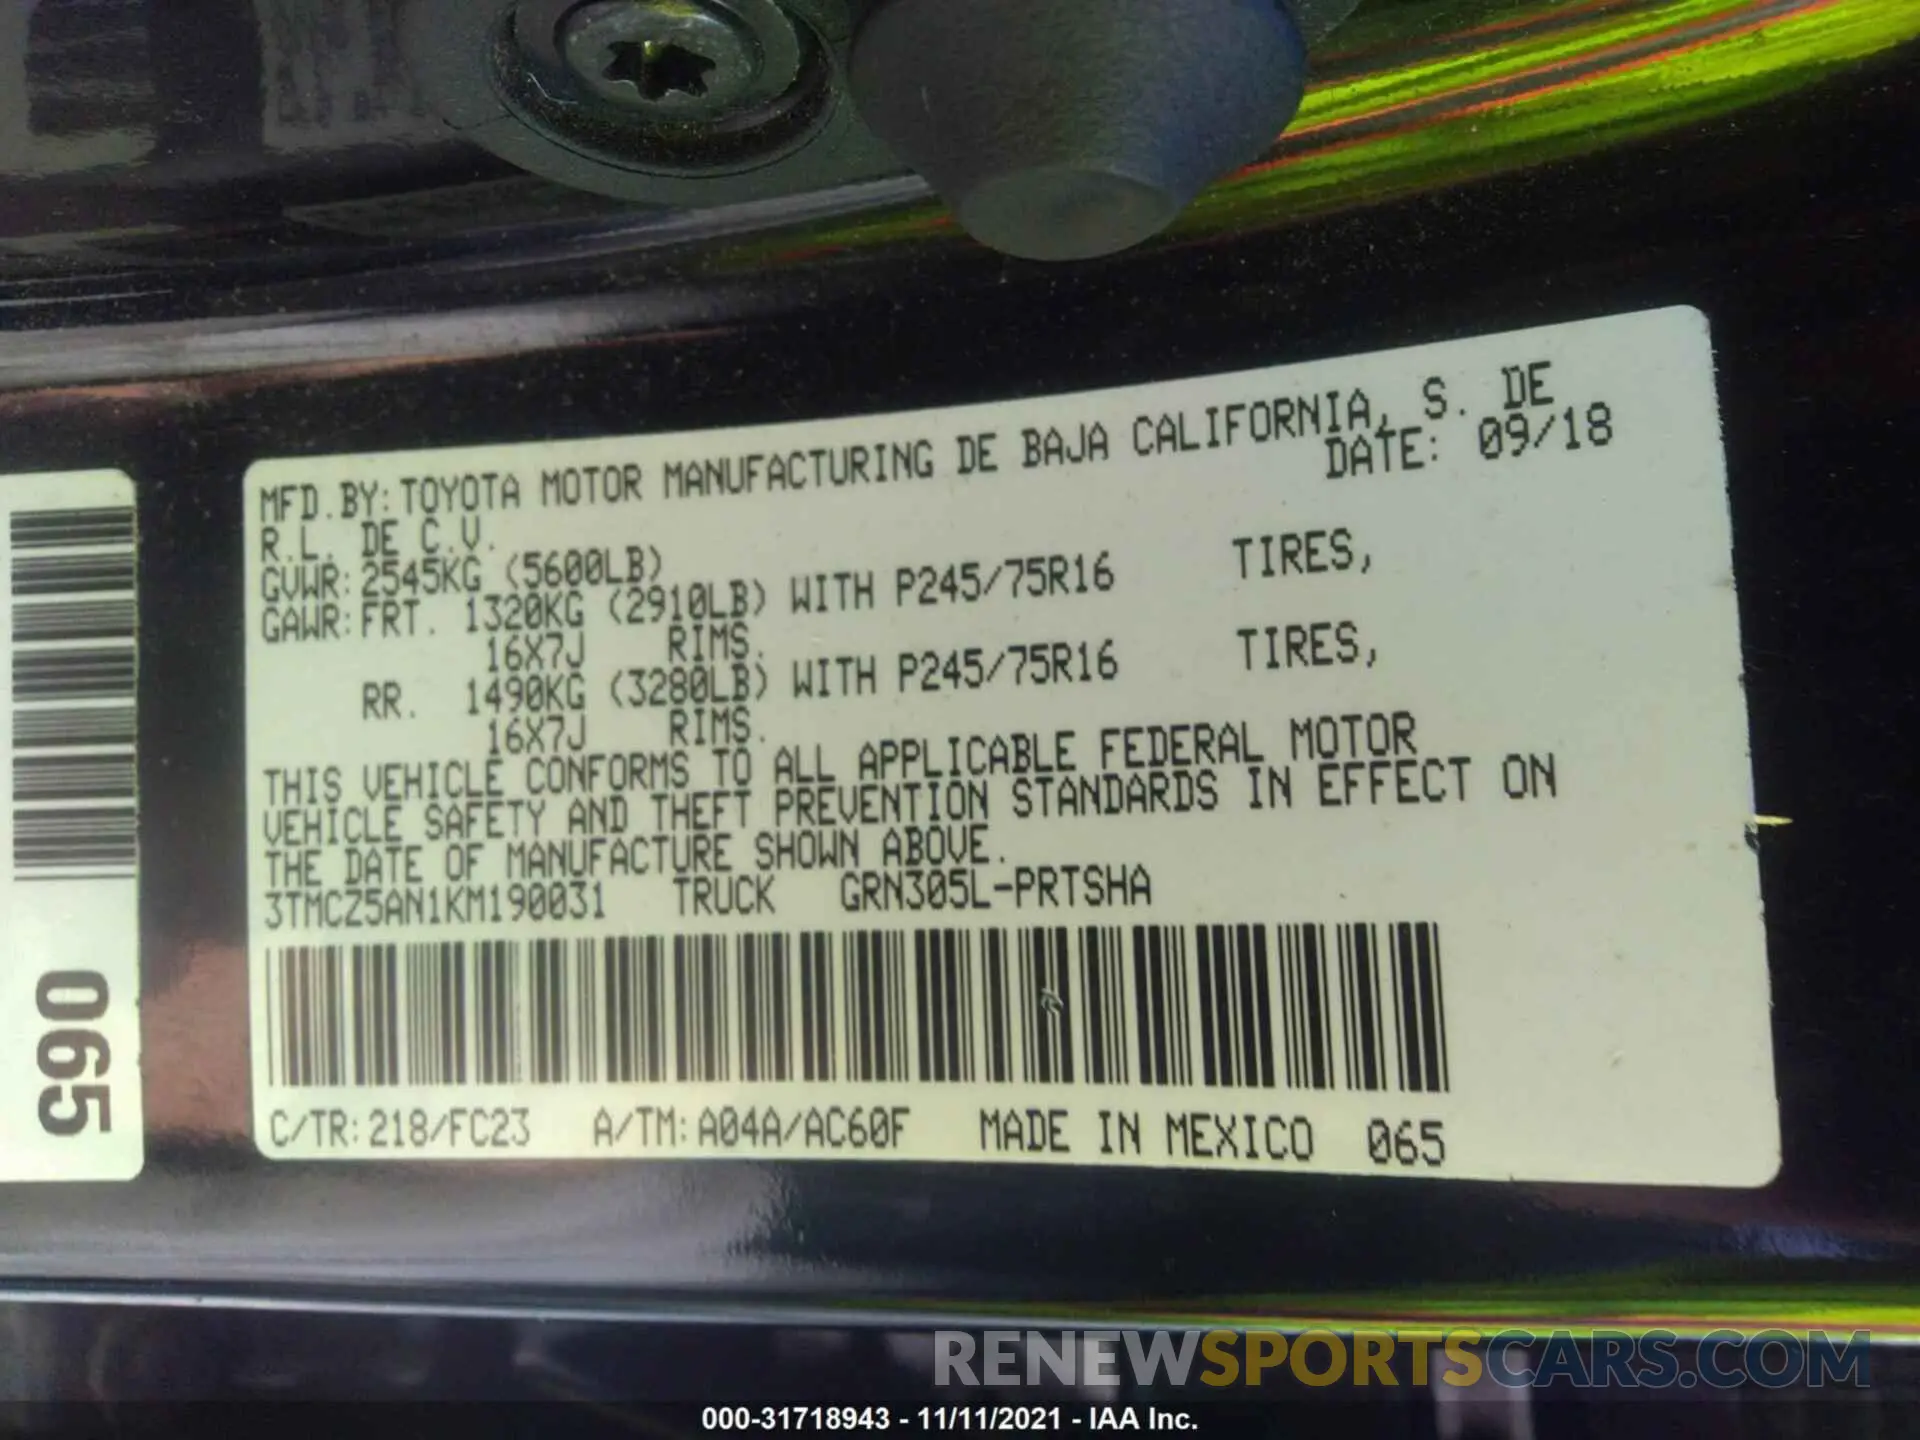 MFD.BY:TOYOTA MOTOR MANUFACTURING DE BAJA CALIFORNIA, S. DE
R.L. DE C.V. DATE: 09/18
GVWR:2545KG (5600LB)
GAWR:FRT. 1320KG (2910LB) WITH P245/75R16 TIRES,
16X7J RIMS.
RR. 1490KG (3280LB) WITH P245/75R16 TIRES,
16X7J RIMS.
THIS VEHICLE CONFORMS TO ALL APPLICABLE FEDERAL MOTOR
VEHICLE SAFETY AND THEFT PREVENTION STANDARDS IN EFFECT ON
THE DATE OF MANUFACTURE SHOWN ABOVE.
3TMCZ5AN1KM190031 TRUCK GRN305L-PRTSHA
C/TR:218/FC23 A/TM:A04A/AC60F MADE IN MEXICO 065
065
RENEWSPORTSCARS.COM
000-31718943 - 11/11/2021 - IAA Inc.